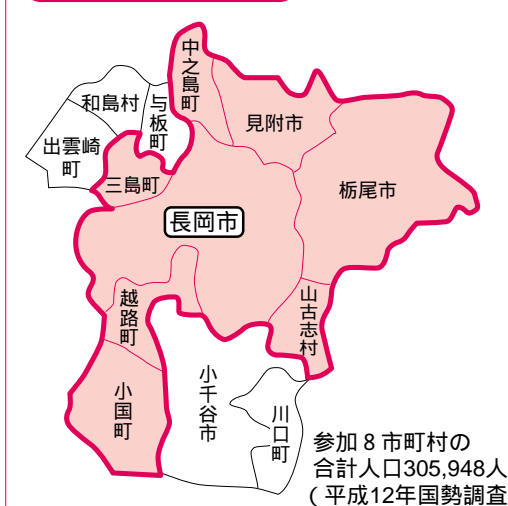 中之島町
和島村
与板町
見附市
出雲崎町
三島町
栃尾市
長岡市
越路町
山古志村
小千谷市
小国町
川口町
参加８市町村の
合計人口305,948人
（平成12年国勢調査